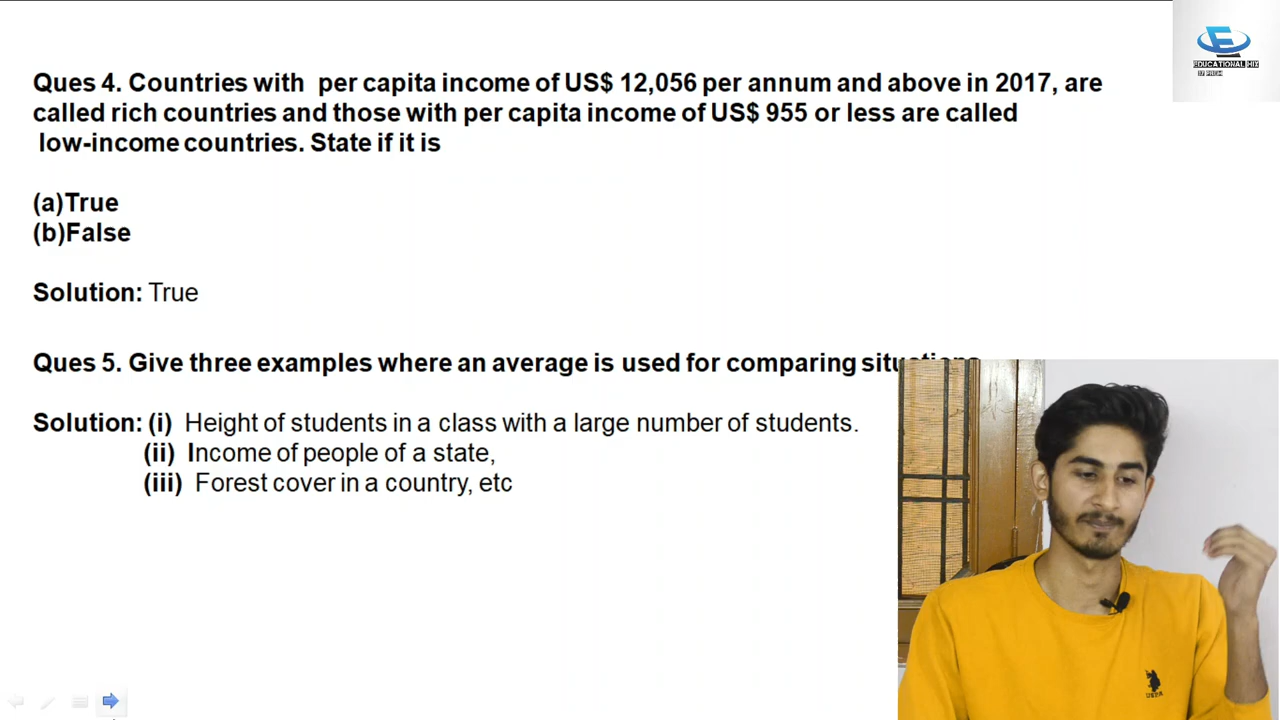 EDUCATIONAL HIZ
Ques 4. Countries with per capita income of US$ 12,056 per annum and above in 2017, are
called rich countries and those with per capita income of US$ 955 or less are called
low-income countries. State if it is
(a)True
(b)False
Solution: True
Ques 5. Give three examples where an average is used for comparing situations
Solution: (i) Height of students in a class with a large number of students.
(ii) Income of people of a state,
(iii) Forest cover in a country, etc